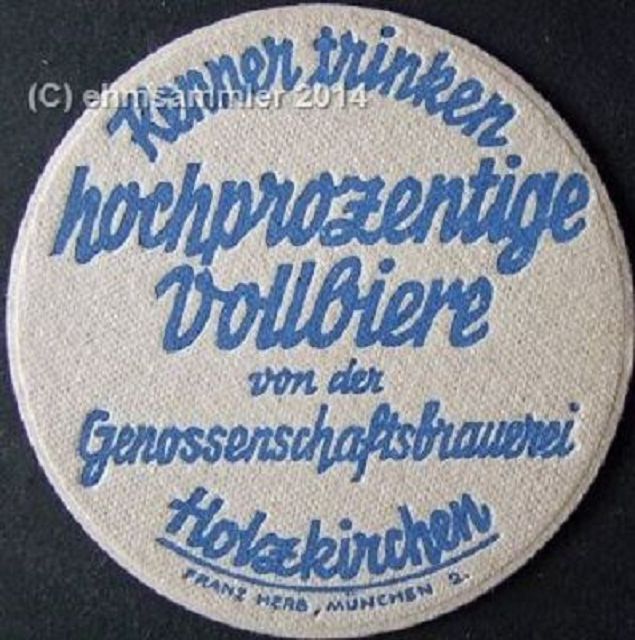 Kenner trinken
(C) ehmsammler 2014
hochprozentige
Vollbiere
von der
Genossenschaftsbrauerei
Holzkirchen
FRANZ HERB, MÜNCHEN 2.